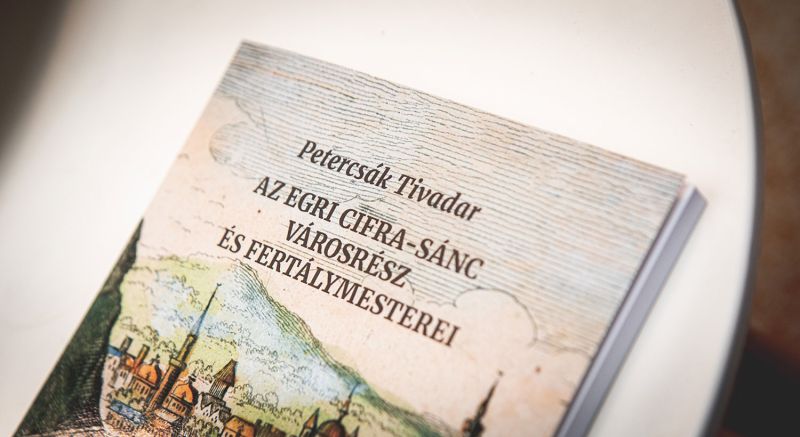 Petercsák Tivadar
AZ EGRI CIFRA-SÁNC
VÁROSRÉSZ
ÉS FERTÁLYMESTEREI